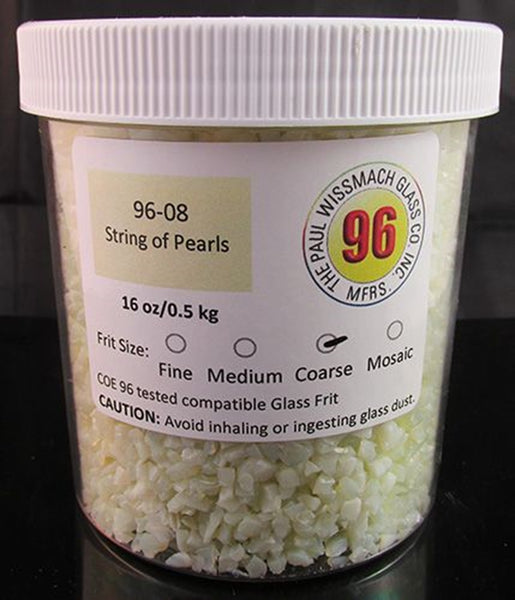 96-08
String of Pearls
THE PAUL WISSMACH GLASS CO. INC.
96
MFRS.
16 oz/0.5 kg
Frit Size:
Fine Medium Coarse Mosaic
COE 96 tested compatible Glass Frit
CAUTION: Avoid inhaling or ingesting glass dust.